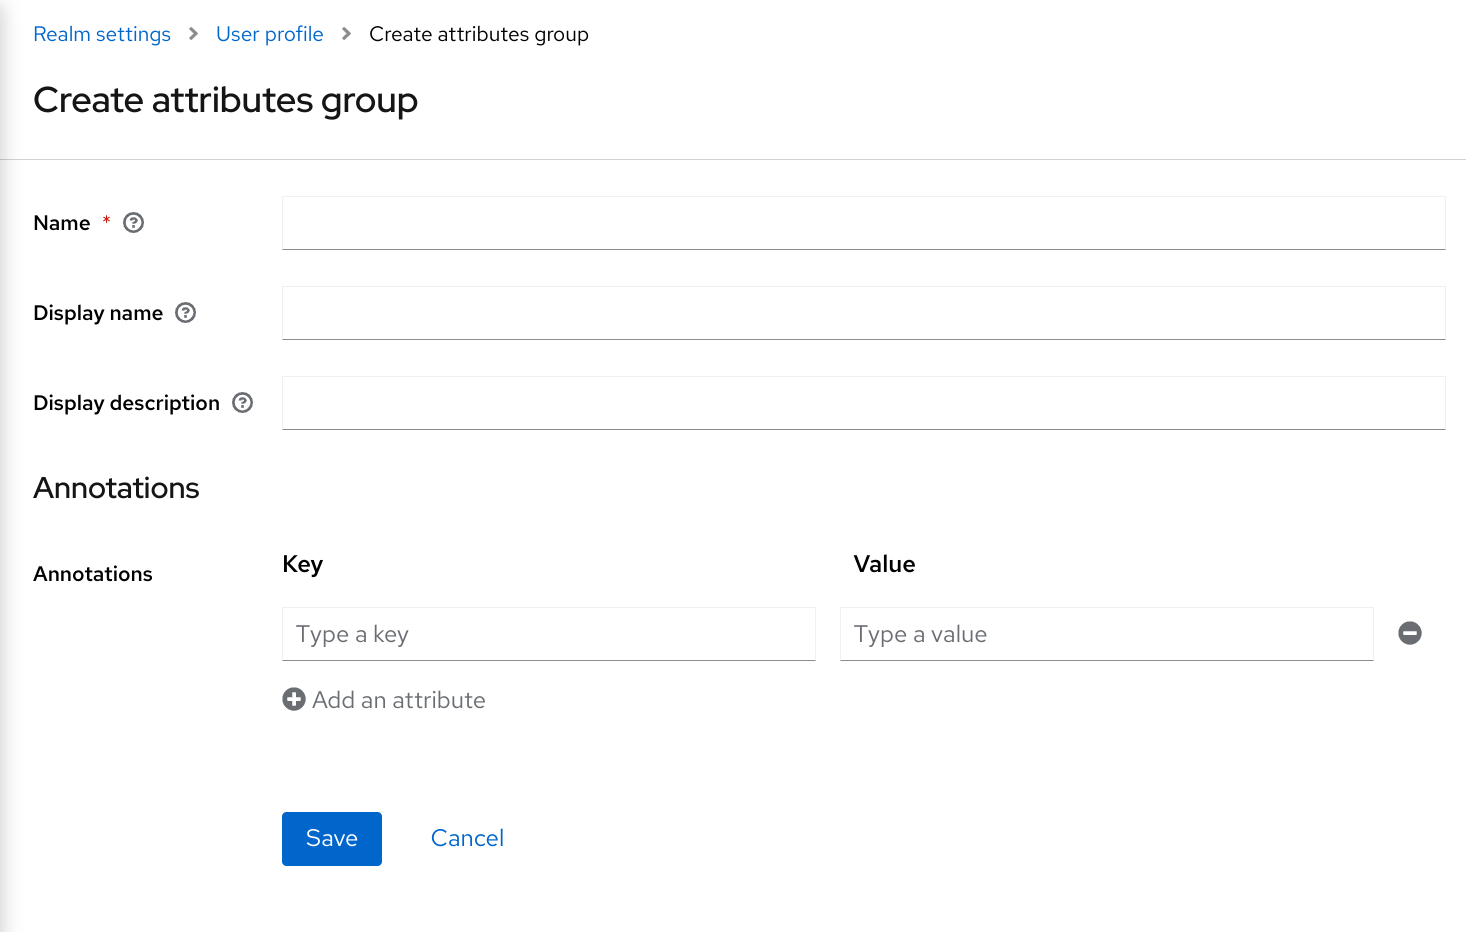 Realm settings > User profile > Create attributes group
Create attributes group
Name *
Display name
Display description
Annotations
Annotations Key Value
Type a key Type a value
Add an attribute
Save Cancel